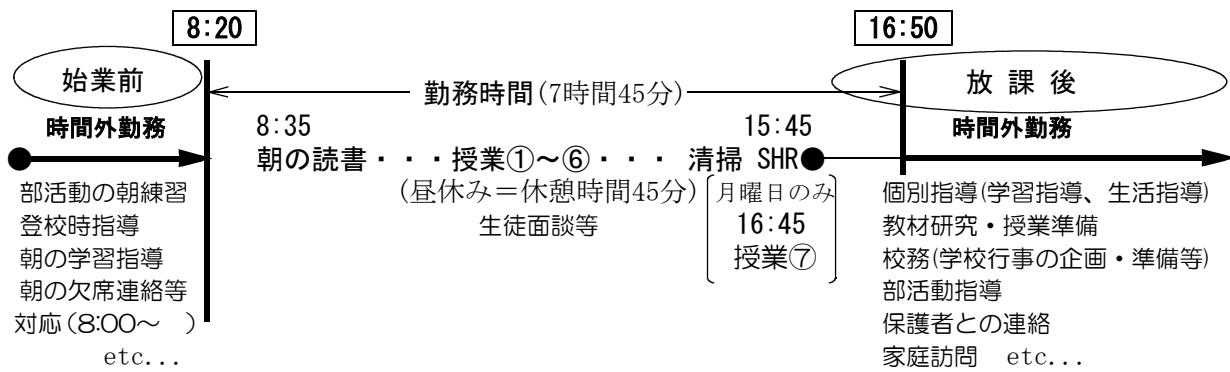 8:20
16:50
始業前
勤務時間(7時間45分)
放 課 後
時間外勤務
8:35
15:45
時間外勤務
朝の読書・・・授業①～⑥・・・ 清掃 SHR
部活動の朝練習
(昼休み＝休憩時間45分)
月曜日のみ
個別指導(学習指導、生活指導)
登校時指導
生徒面談等
16:45
教材研究・授業準備
朝の学習指導
授業⑦
校務(学校行事の企画・準備等)
朝の欠席連絡等
部活動指導
対応(8:00～ )
保護者との連絡
etc...
家庭訪問 etc...